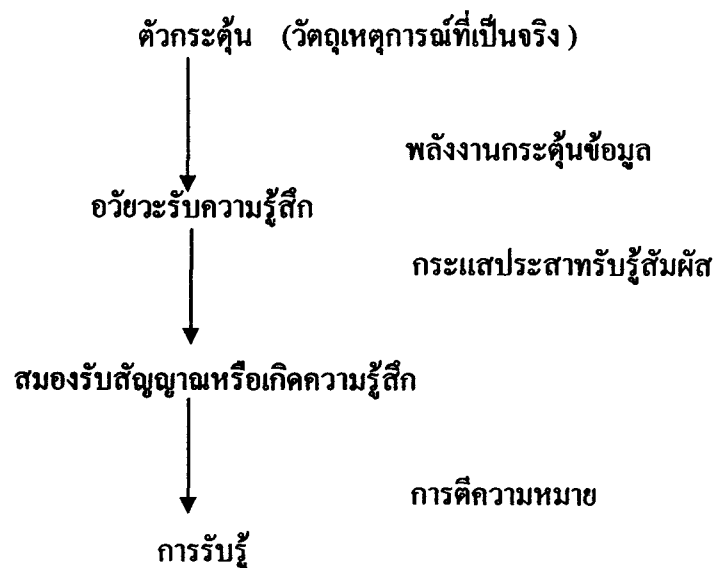 ตัวกระตุ้น (วัตถุเหตุการณ์ที่เป็นจริง )
พลังงานกระตุ้นข้อมูล
อวัยวะรับความรู้สึก
กระแสประสาทรับรู้สัมผัส
สมองรับสัญญาณหรือเกิดความรู้สึก
การตีความหมาย
การรับรู้